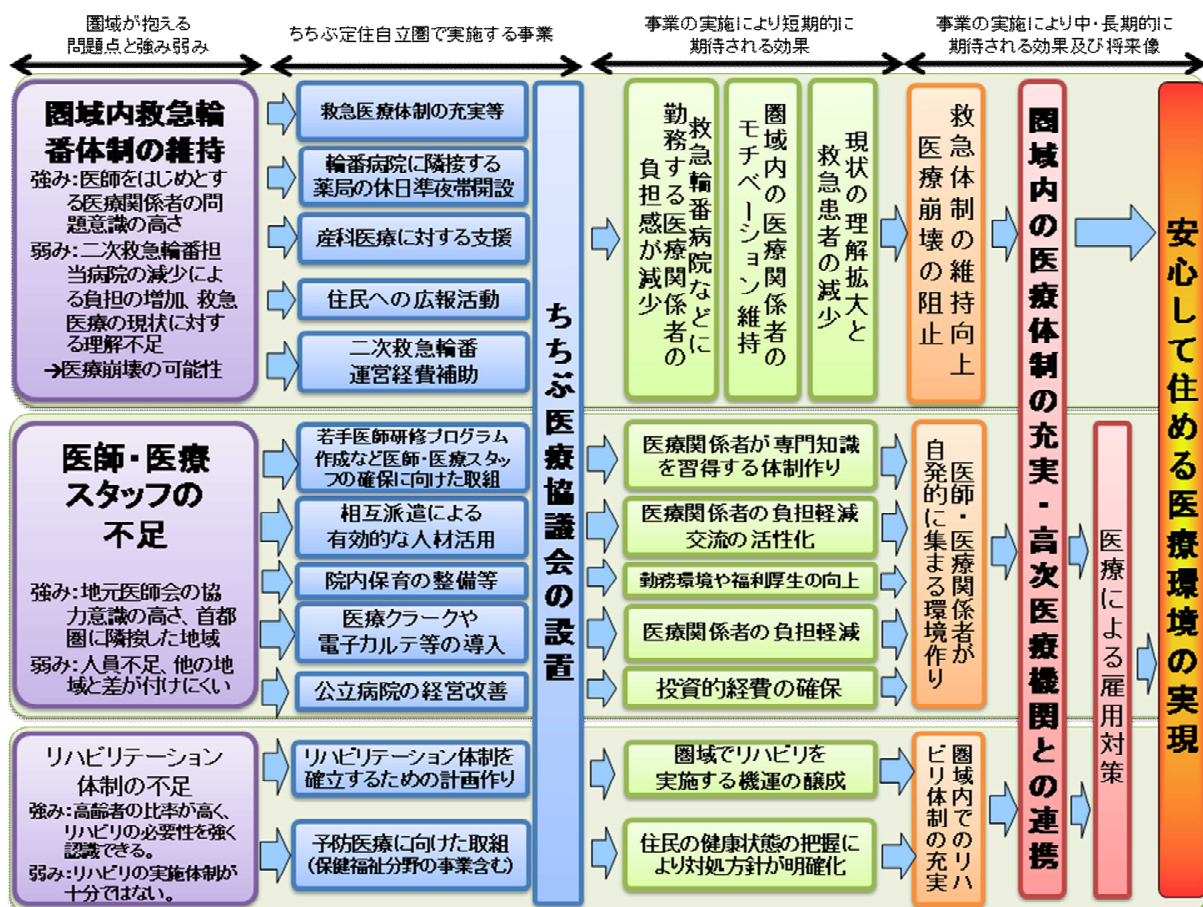 圏域が抱える
問題点と強み弱み
ちちぶ定住自立圏で実施する事業
事業の実施により短期的に
期待される効果
事業の実施により中・長期的に
期待される効果及び将来像
圏域内救急輪
番体制の維持
強み:医師をはじめとす
る医療関係者の問
題意識の高さ
弱み:二次救急輪番担
当病院の減少によ
る負担の増加、救急
医療の現状に対す
る理解不足
→医療崩壊の可能性
救急医療体制の充実等
輪番病院に隣接する
薬局の休日準夜帯開設
産科医療に対する支援
住民への広報活動
二次救急輪番
運営経費補助
ちちぶ医療協議会の設置
救急輪番病院などに
勤務する医療関係者の
負担感が減少
圏域内の医療関係者の
モチベーション維持
現状の理解拡大と
救急患者の減少
救急体制の維持向上
医療崩壊の阻止
圏域内の医療体制の充実・高次医療機関との連携
安心して住める医療環境の実現
医師・医療
スタッフの
不足
強み:地元医師会の協
力意識の高さ、首都
圏に隣接した地域
弱み:人員不足、他の地
域と差が付けにくい
若手医師研修プログラム
作成など医師・医療スタッ
フの確保に向けた取組
相互派遣による
有効的な人材活用
院内保育の整備等
医療クラークや
電子カルテ等の導入
公立病院の経営改善
医療関係者が専門知識
を習得する体制作り
医療関係者の負担軽減
交流の活性化
勤務環境や福利厚生の向上
医療関係者の負担軽減
投資的経費の確保
医師・医療関係者が
自発的に集まる環境作り
医療による雇用対策
リハビリテーション
体制の不足
強み:高齢者の比率が高く、
リハビリの必要性を強く
認識できる。
弱み:リハビリの実施体制が
十分ではない。
リハビリテーション体制を
確立するための計画作り
予防医療に向けた取組
(保健福祉分野の事業含む)
圏域でリハビリを
実施する機運の醸成
住民の健康状態の把握に
より対処方針が明確化
圏域内でのリハ
ビリ体制の充実